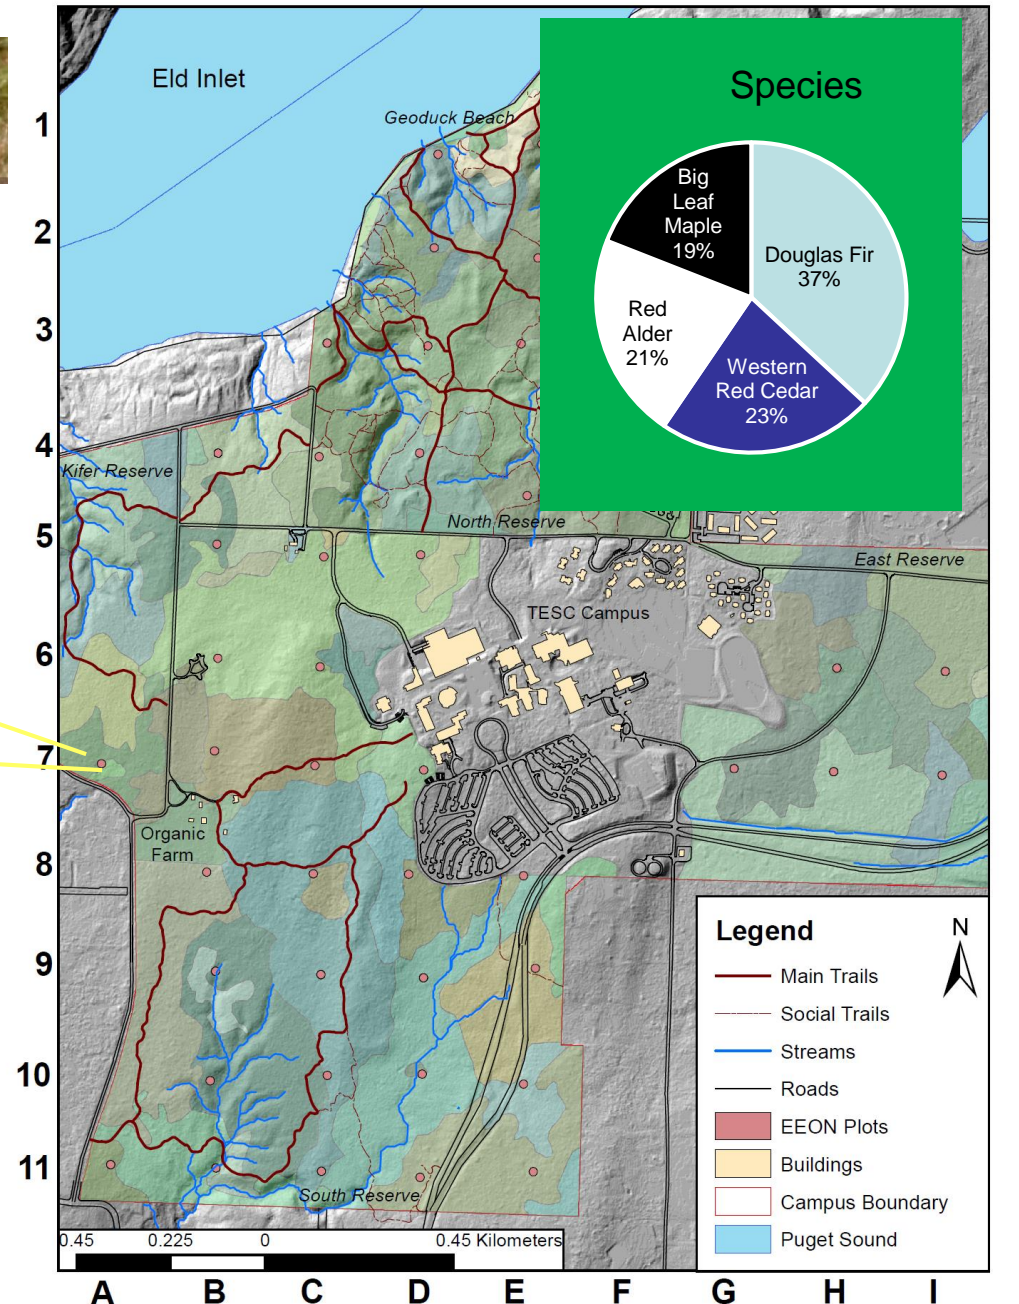 Eld Inlet
Geoduck Beach
Species
Big
Leaf
Maple
19%
Douglas Fir
37%
Red
Alder
21%
Western
Red Cedar
23%
1
2
3
4
5
6
7
8
9
10
11
Kifer Reserve
North Reserve
East Reserve
TESC Campus
Organic
Farm
South Reserve
Legend
N
Main Trails
Social Trails
Streams
Roads
EEON Plots
Buildings
Campus Boundary
Puget Sound
0.45 0.225 0 0.45 Kilometers
A B C D E F G H I